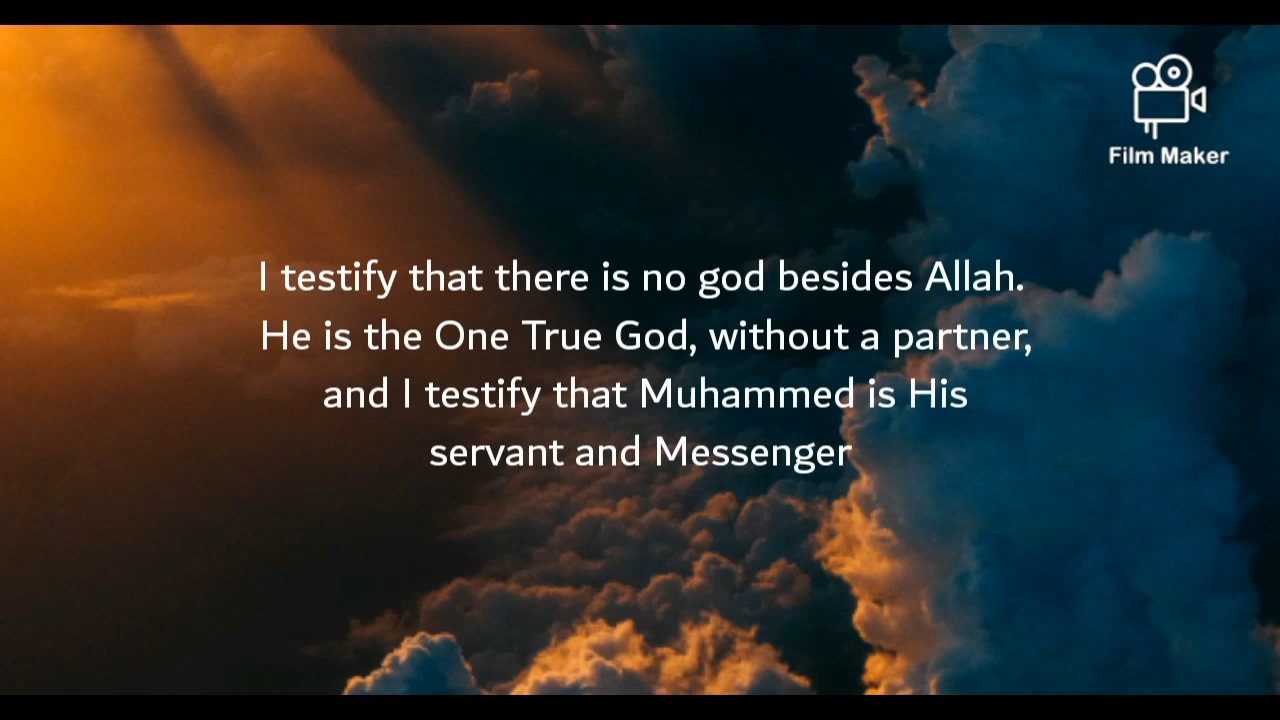 Film Maker
I testify that there is no god besides Allah.
He is the One True God, without a partner,
and I testify that Muhammed is His
servant and Messenger